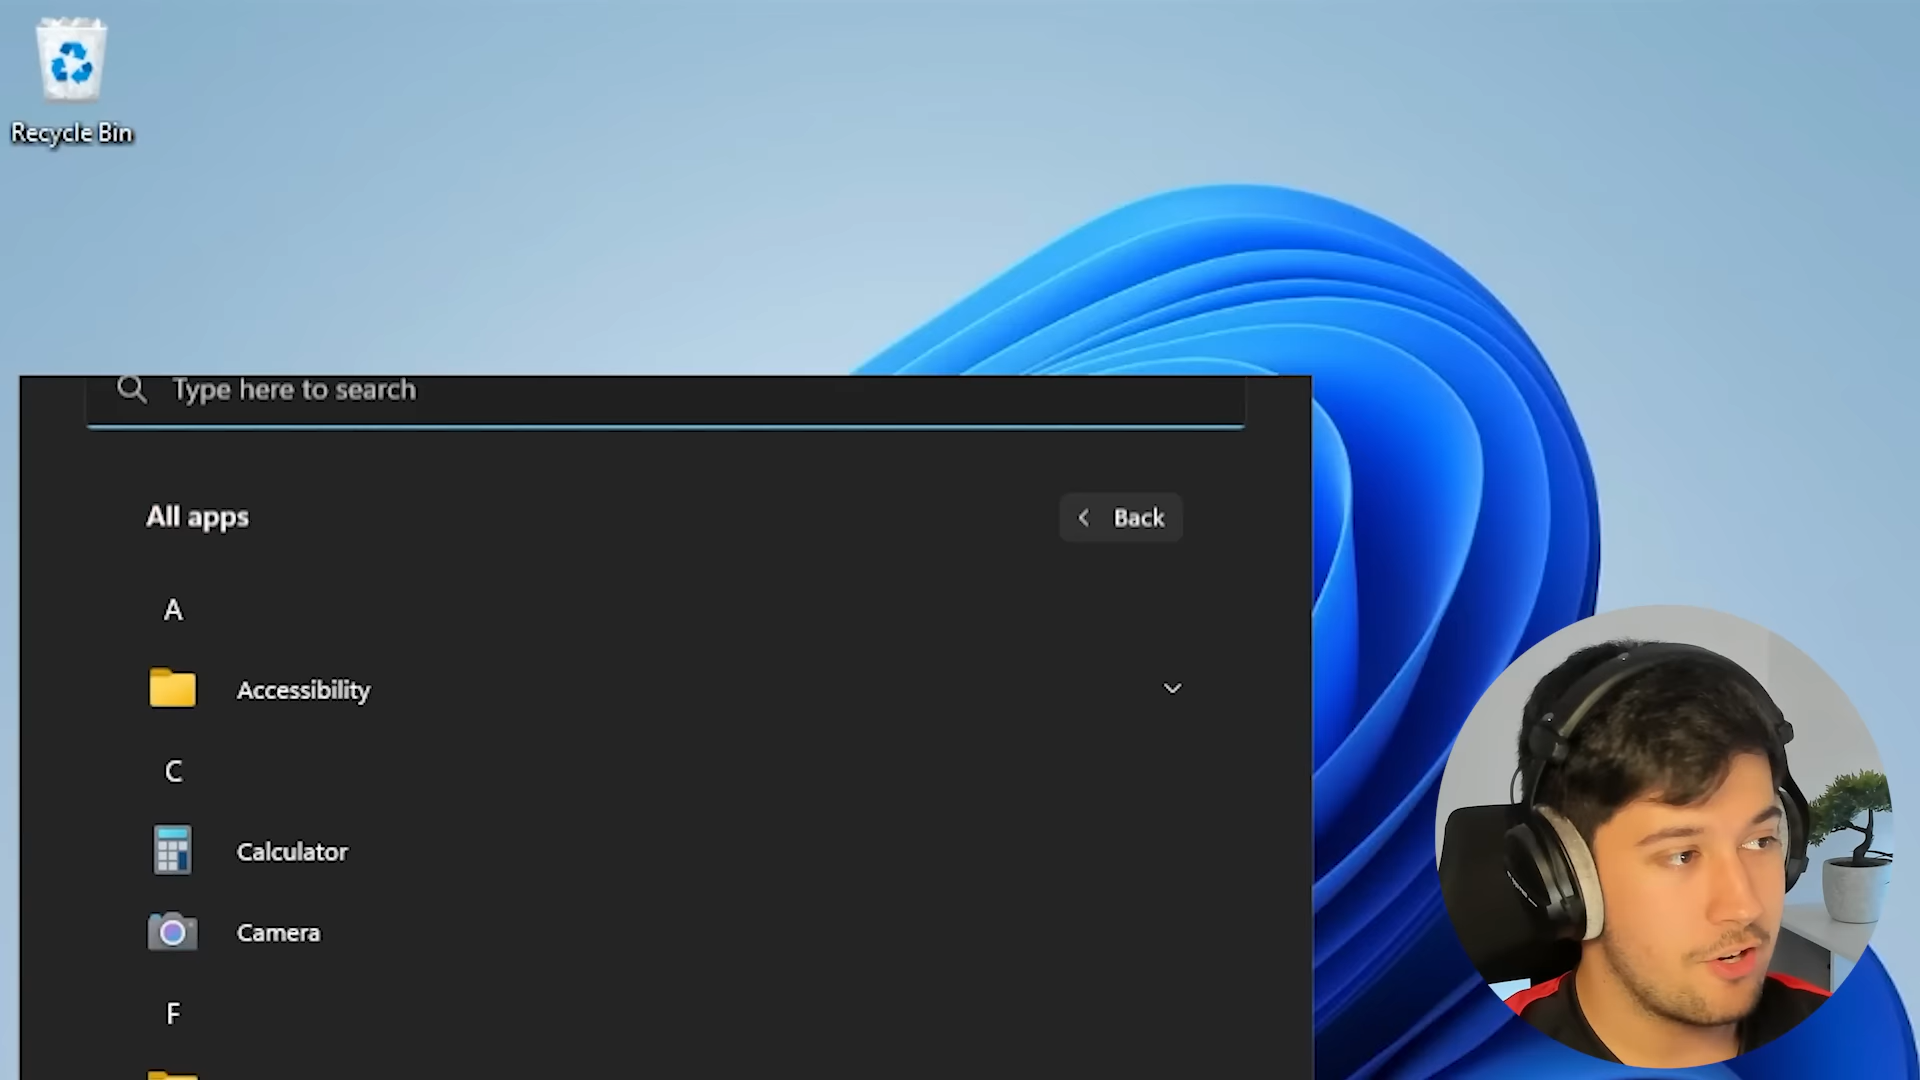 Recycle Bin
Type here to search
All apps
Back
A
Accessibility
C
Calculator
Camera
F